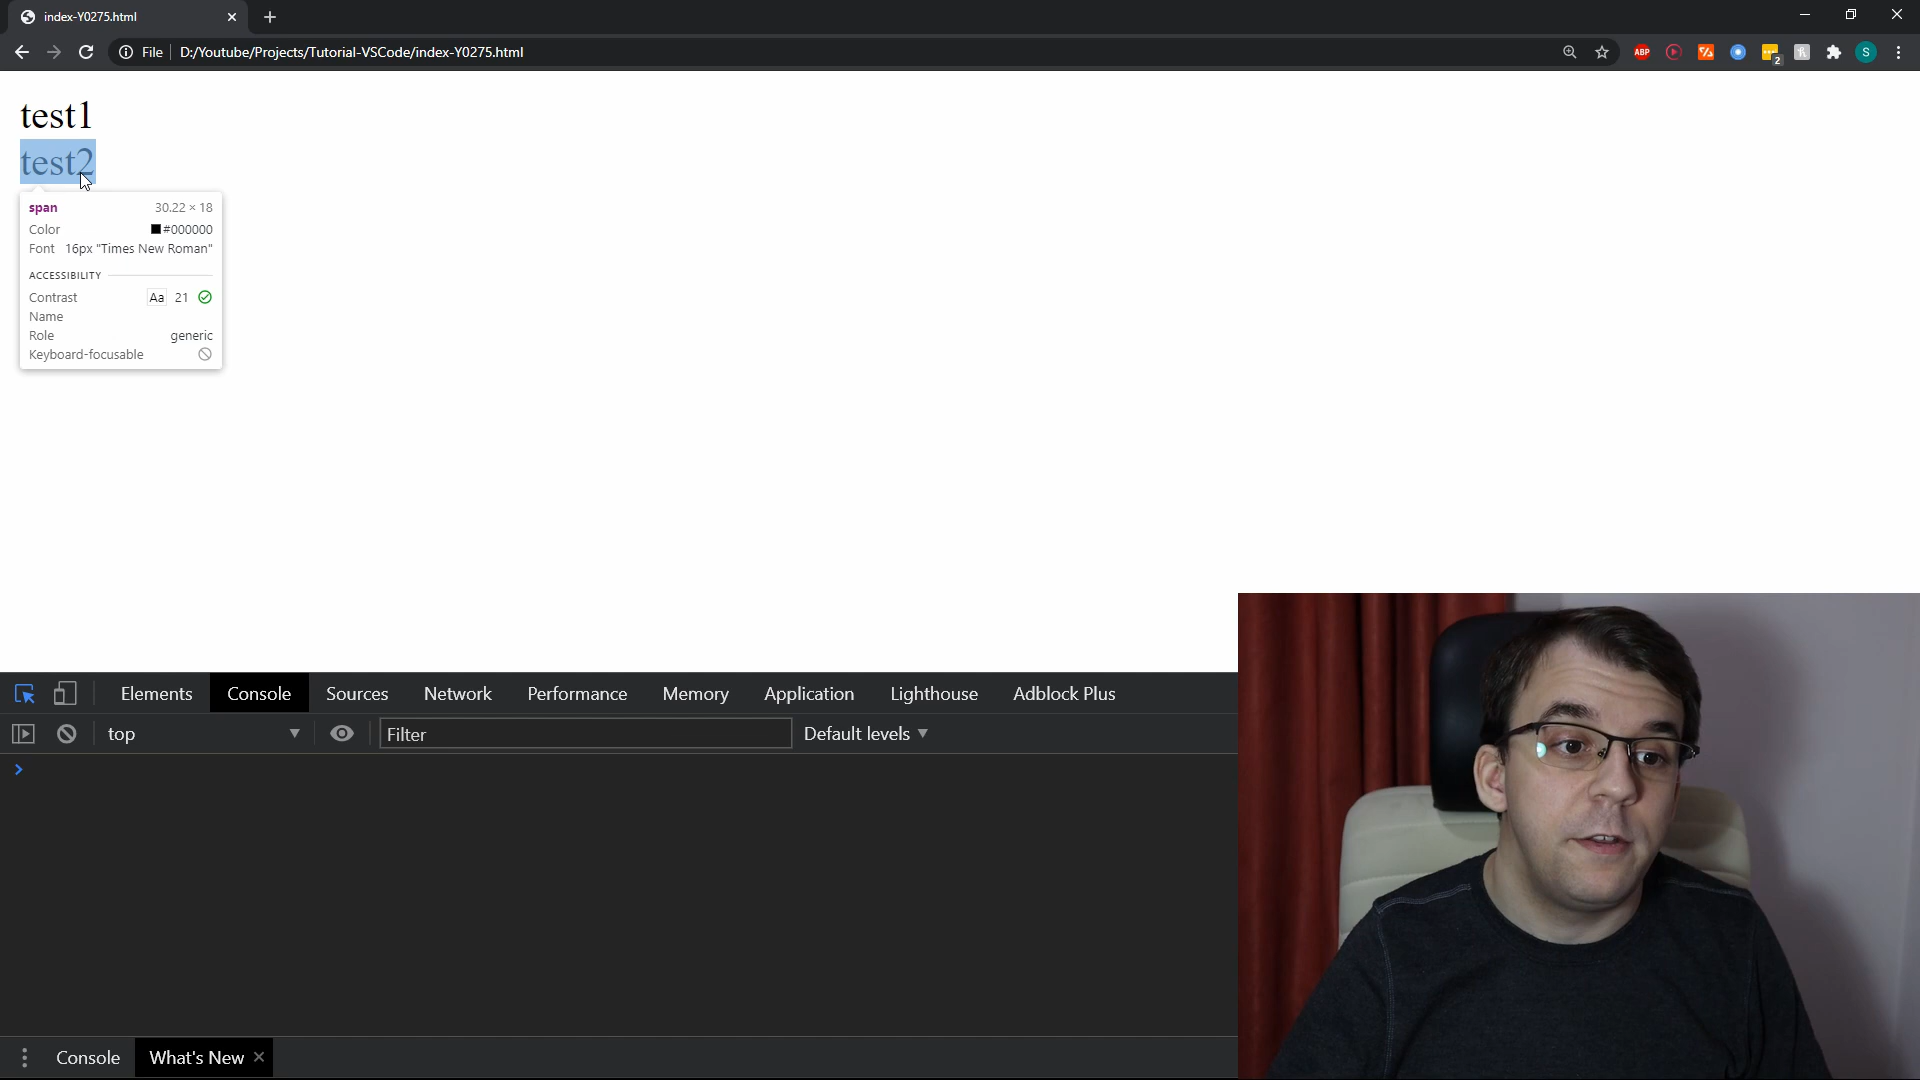 index-Y0275.html
File D:/Youtube/Projects/Tutorial-VSCode/index-Y0275.html
ABP
2
S
test1
test2
span 30.22 × 18
Color #000000
Font 16px "Times New Roman"
ACCESSIBILITY
Contrast Aa 21
Name
Role generic
Keyboard-focusable
Elements Console Sources Network Performance Memory Application Lighthouse Adblock Plus
top Filter Default levels
Console What's New